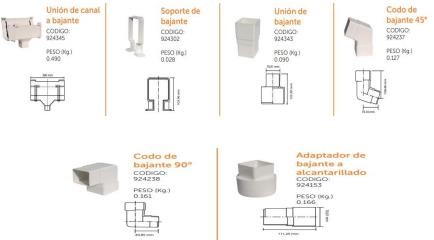 Unión de canal
a bajante
CODIGO:
924345
PESO (Kg.)
0.490
Soporte de
bajante
CODIGO:
924302
PESO (Kg.)
0.028
Unión de
bajante
CODIGO:
924343
PESO (Kg.)
0.090
Codo de
bajante 45°
CODIGO:
924237
PESO (Kg.)
0.127
Codo de
bajante 90°
CODIGO:
924238
PESO (Kg.)
0.161
Adaptador de
bajante a
alcantarillado
CODIGO:
924153
PESO (Kg.)
0.166